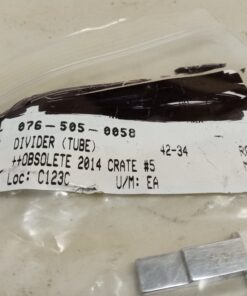 076-505-0058
DIVIDER (TUBE) 42-34
++OBSOLETE 2014 CRATE #5
Loc: C123C U/M: EA